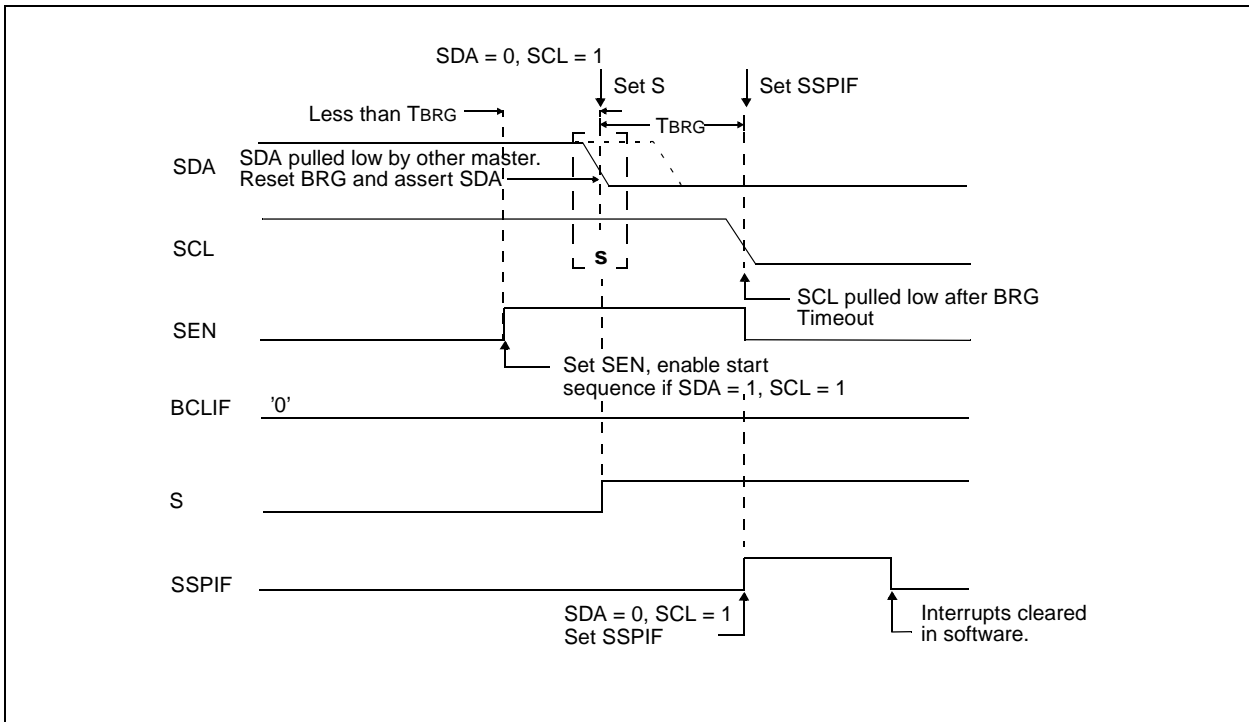 SDA = 0, SCL = 1
Set S
Set SSPIF
Less than TBRG
TBRG
SDA
SDA pulled low by other master.
Reset BRG and assert SDA
SCL
s
SCL pulled low after BRG
Timeout
SEN
Set SEN, enable start
sequence if SDA = 1, SCL = 1
BCLIF
'0'
S
SSPIF
SDA = 0, SCL = 1
Set SSPIF
Interrupts cleared
in software.